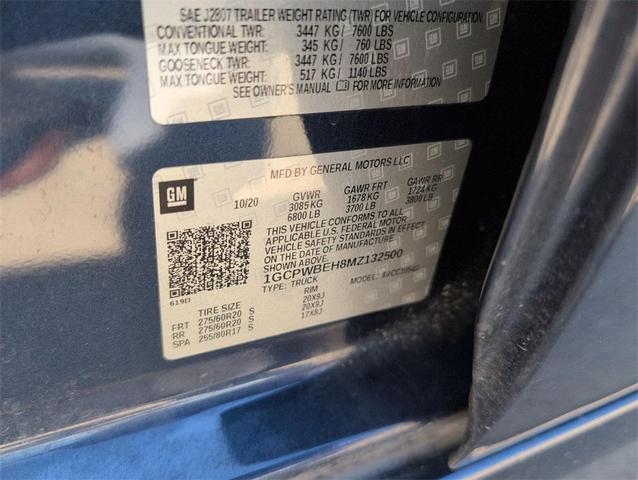 SAE J2807 TRAILER WEIGHT RATING (TWR) FOR VEHICLE CONFIGURATION
CONVENTIONAL TWR: 3447 KG/ 7600 LBS
MAX TONGUE WEIGHT: 345 KG/ 760 LBS
GOOSENECK TWR: 3447 KG/ 7600 LBS
MAX TONGUE WEIGHT: 517 KG/ 1140 LBS
SEE OWNER'S MANUAL FOR MORE INFORMATION
MFD BY GENERAL MOTORS LLC
GM
10/20 GVWR GAWR FRT GAWR RR
3085KG 1678 KG 1724 KG
6800 LB 3700 LB 3800 LB
THIS VEHICLE CONFORMS TO ALL
APPLICABLE U.S. FEDERAL MOTOR
VEHICLE SAFETY STANDARDS IN EFFECT
ON THE DATE OF MANUFACTURE
SHOWN ABOVE.
1GCPWBEH8MZ132500
TYPE: TRUCK MODEL:
619D
TIRE SIZE RIM
FRT 275/60R20 S 20X9J
RR 275/60R20 S 20X9J
SPA 255/80R17 S 17X8J